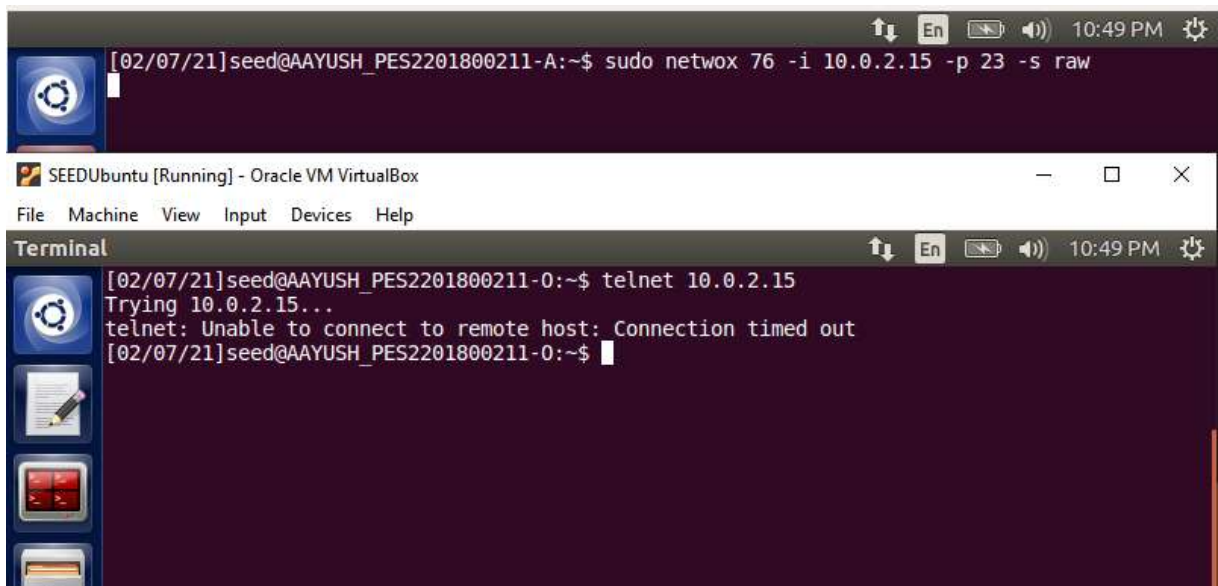 En 10:49 PM
[02/07/21]seed@AAYUSH_PES2201800211-A:~$ sudo netwox 76 -i 10.0.2.15 -p 23 -s raw
SEEDUbuntu [Running] - Oracle VM VirtualBox
File Machine View Input Devices Help
Terminal En 10:49 PM
[02/07/21]seed@AAYUSH_PES2201800211-O:~$ telnet 10.0.2.15
Trying 10.0.2.15...
telnet: Unable to connect to remote host: Connection timed out
[02/07/21]seed@AAYUSH_PES2201800211-O:~$